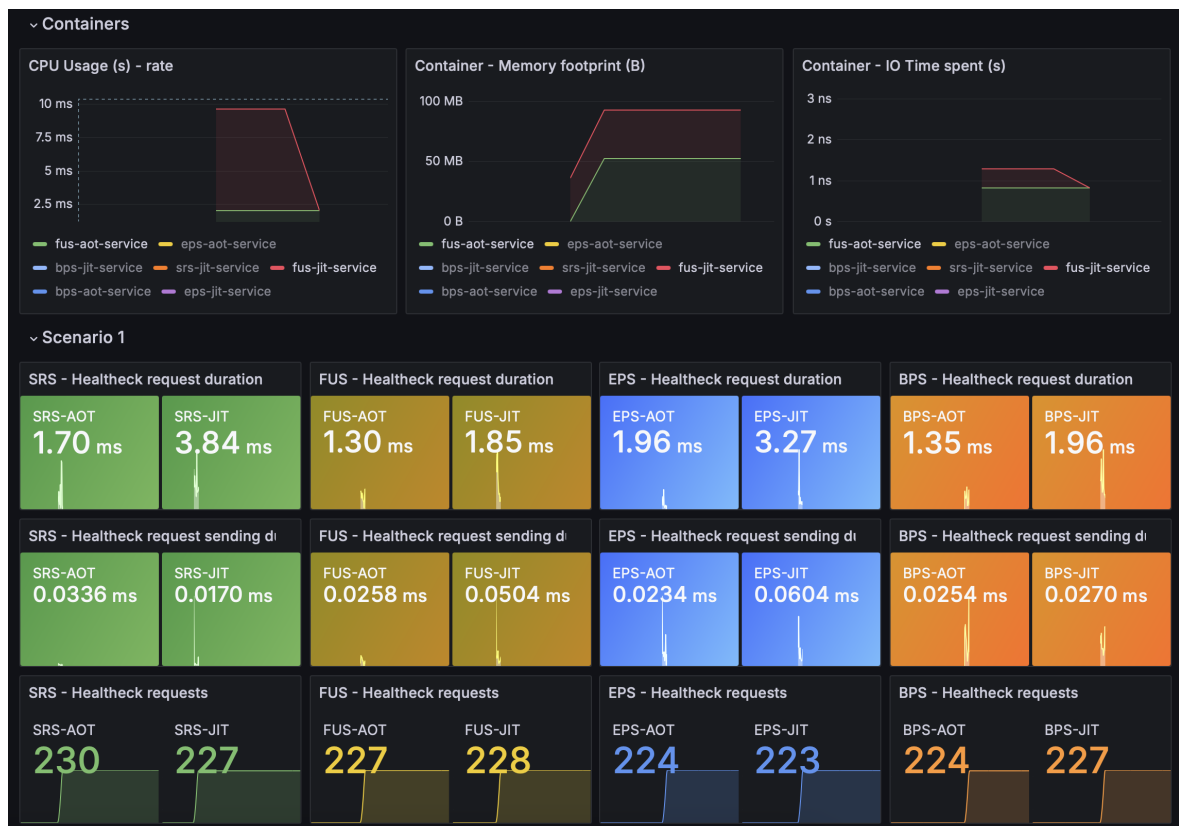 Containers
CPU Usage (s) - rate
10 ms
7.5 ms
5 ms
2.5 ms
fus-aot-service eps-aot-service
bps-jit-service srs-jit-service fus-jit-service
bps-aot-service eps-jit-service
Container - Memory footprint (B)
100 MB
50 MB
0 B
fus-aot-service eps-aot-service
bps-jit-service srs-jit-service fus-jit-service
bps-aot-service eps-jit-service
Container - IO Time spent (s)
3 ns
2 ns
1 ns
0 s
fus-aot-service eps-aot-service
bps-jit-service srs-jit-service fus-jit-service
bps-aot-service eps-jit-service
Scenario 1
SRS - Healtheck request duration
SRS-AOT SRS-JIT
1.70 ms 3.84 ms
FUS - Healtheck request duration
FUS-AOT FUS-JIT
1.30 ms 1.85 ms
EPS - Healtheck request duration
EPS-AOT EPS-JIT
1.96 ms 3.27 ms
BPS - Healtheck request duration
BPS-AOT BPS-JIT
1.35 ms 1.96 ms
SRS - Healtheck request sending
SRS-AOT SRS-JIT
0.0336 ms 0.0170 ms
FUS - Healtheck request sending
FUS-AOT FUS-JIT
0.0258 ms 0.0504 ms
EPS - Healtheck request sending
EPS-AOT EPS-JIT
0.0234 ms 0.0604 ms
BPS - Healtheck request sending
BPS-AOT BPS-JIT
0.0254 ms 0.0270 ms
SRS - Healtheck requests
SRS-AOT SRS-JIT
230 227
FUS - Healtheck requests
FUS-AOT FUS-JIT
227 228
EPS - Healtheck requests
EPS-AOT EPS-JIT
224 223
BPS - Healtheck requests
BPS-AOT BPS-JIT
224 227